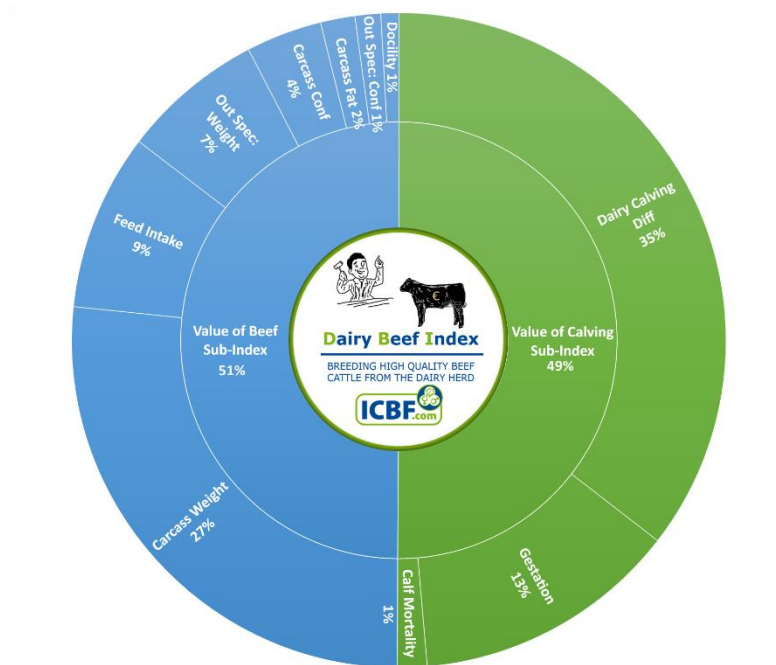 Docility 1%
Out Spec: Conf 1%
Carcass Fat 2%
Carcass Conf
4%
Out Spec:
Weight
7%
Feed Intake
9%
Carcass Weight
27%
Value of Beef
Sub-Index
51%
Dairy Beef Index
BREEDING HIGH QUALITY BEEF
CATTLE FROM THE DAIRY HERD
ICBF.com
€
Value of Calving
Sub-Index
49%
Dairy Calving
Diff
35%
Gestation
13%
Calf Mortality
1%